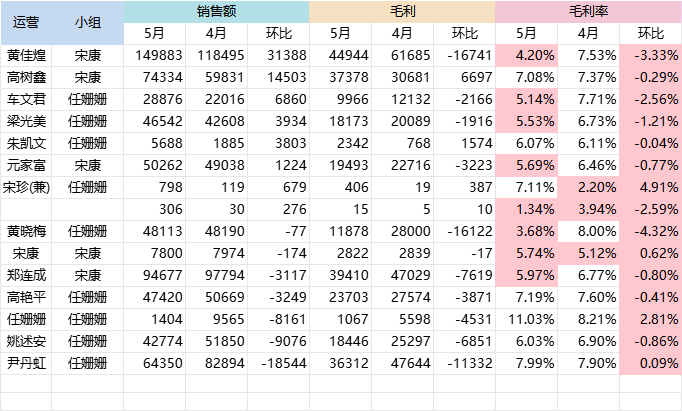 运营 小组 销售额 毛利 毛利率
5月 4月 环比 5月 4月 环比 5月 4月 环比
黄佳煌 宋康 149883 118495 31388 44944 61685 -16741 4.20% 7.53% -3.33%
高树鑫 宋康 74334 59831 14503 37378 30681 6697 7.08% 7.37% -0.29%
车文君 任姗姗 28876 22016 6860 9966 12132 -2166 5.14% 7.71% -2.56%
梁光美 任姗姗 46542 42608 3934 18173 20089 -1916 5.53% 6.73% -1.21%
朱凯文 任姗姗 5688 1885 3803 2342 768 1574 6.07% 6.11% -0.04%
元家富 宋康 50262 49038 1224 19493 22716 -3223 5.69% 6.46% -0.77%
宋珍(兼) 任姗姗 798 119 679 406 19 387 7.11% 2.20% 4.91%
306 30 276 15 5 10 1.34% 3.94% -2.59%
黄晓梅 任姗姗 48113 48190 -77 11878 28000 -16122 3.68% 8.00% -4.32%
宋康 宋康 7800 7974 -174 2822 2839 -17 5.74% 5.12% 0.62%
郑连成 宋康 94677 97794 -3117 39410 47029 -7619 5.97% 6.77% -0.80%
高艳平 任姗姗 47420 50669 -3249 23703 27574 -3871 7.19% 7.60% -0.41%
任姗姗 任姗姗 1404 9565 -8161 1067 5598 -4531 11.03% 8.21% 2.81%
姚述安 任姗姗 42774 51850 -9076 18446 25297 -6851 6.03% 6.90% -0.86%
尹丹虹 任姗姗 64350 82894 -18544 36312 47644 -11332 7.99% 7.90% 0.09%